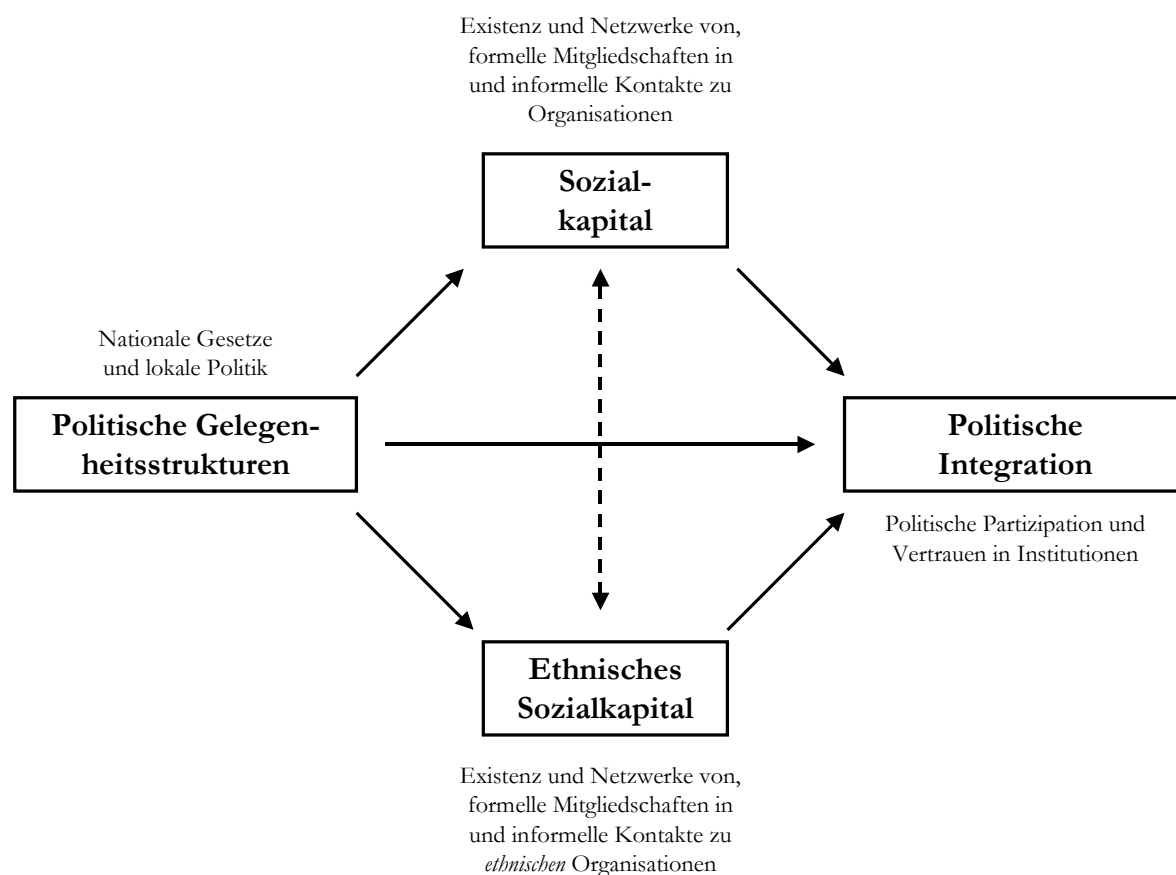 Existenz und Netzwerke von,
formelle Mitgliedschaften in
und informelle Kontakte zu
Organisationen
Sozial-
kapital
Nationale Gesetze
und lokale Politik
Politische Gelegen-
heitsstrukturen
Politische
Integration
Politische Partizipation und
Vertrauen in Institutionen
Ethnisches
Sozialkapital
Existenz und Netzwerke von,
formelle Mitgliedschaften in
und informelle Kontakte zu
ethnischen Organisationen